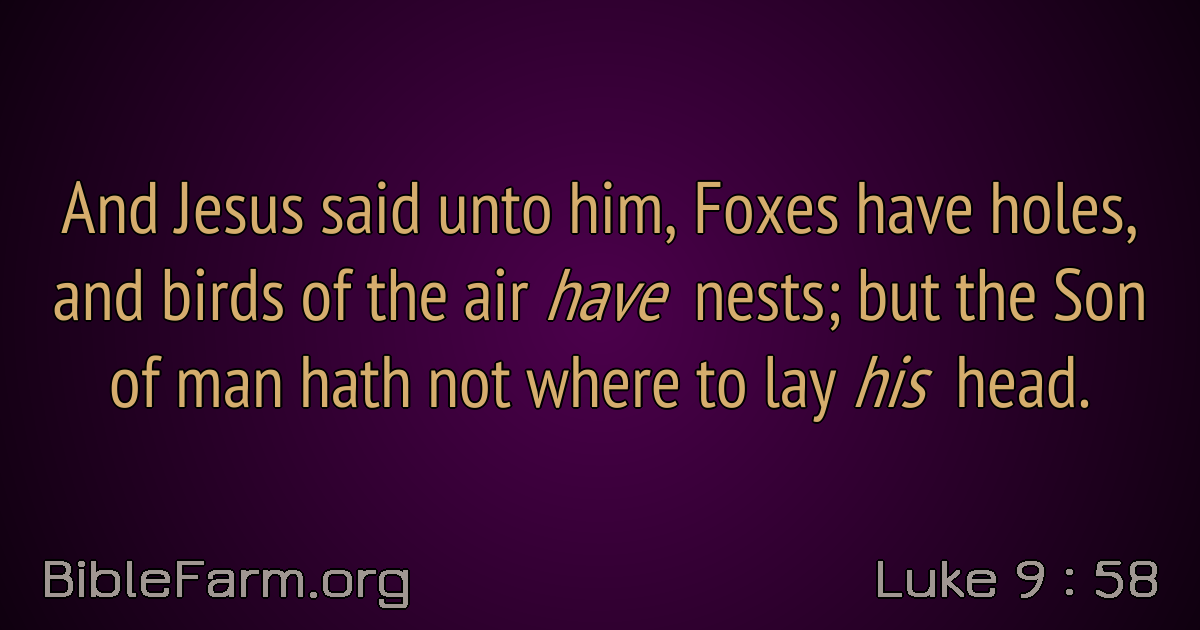 And Jesus said unto him, Foxes have holes,
and birds of the air have nests; but the Son
of man hath not where to lay his head.
BibleFarm.org
Luke 9 : 58